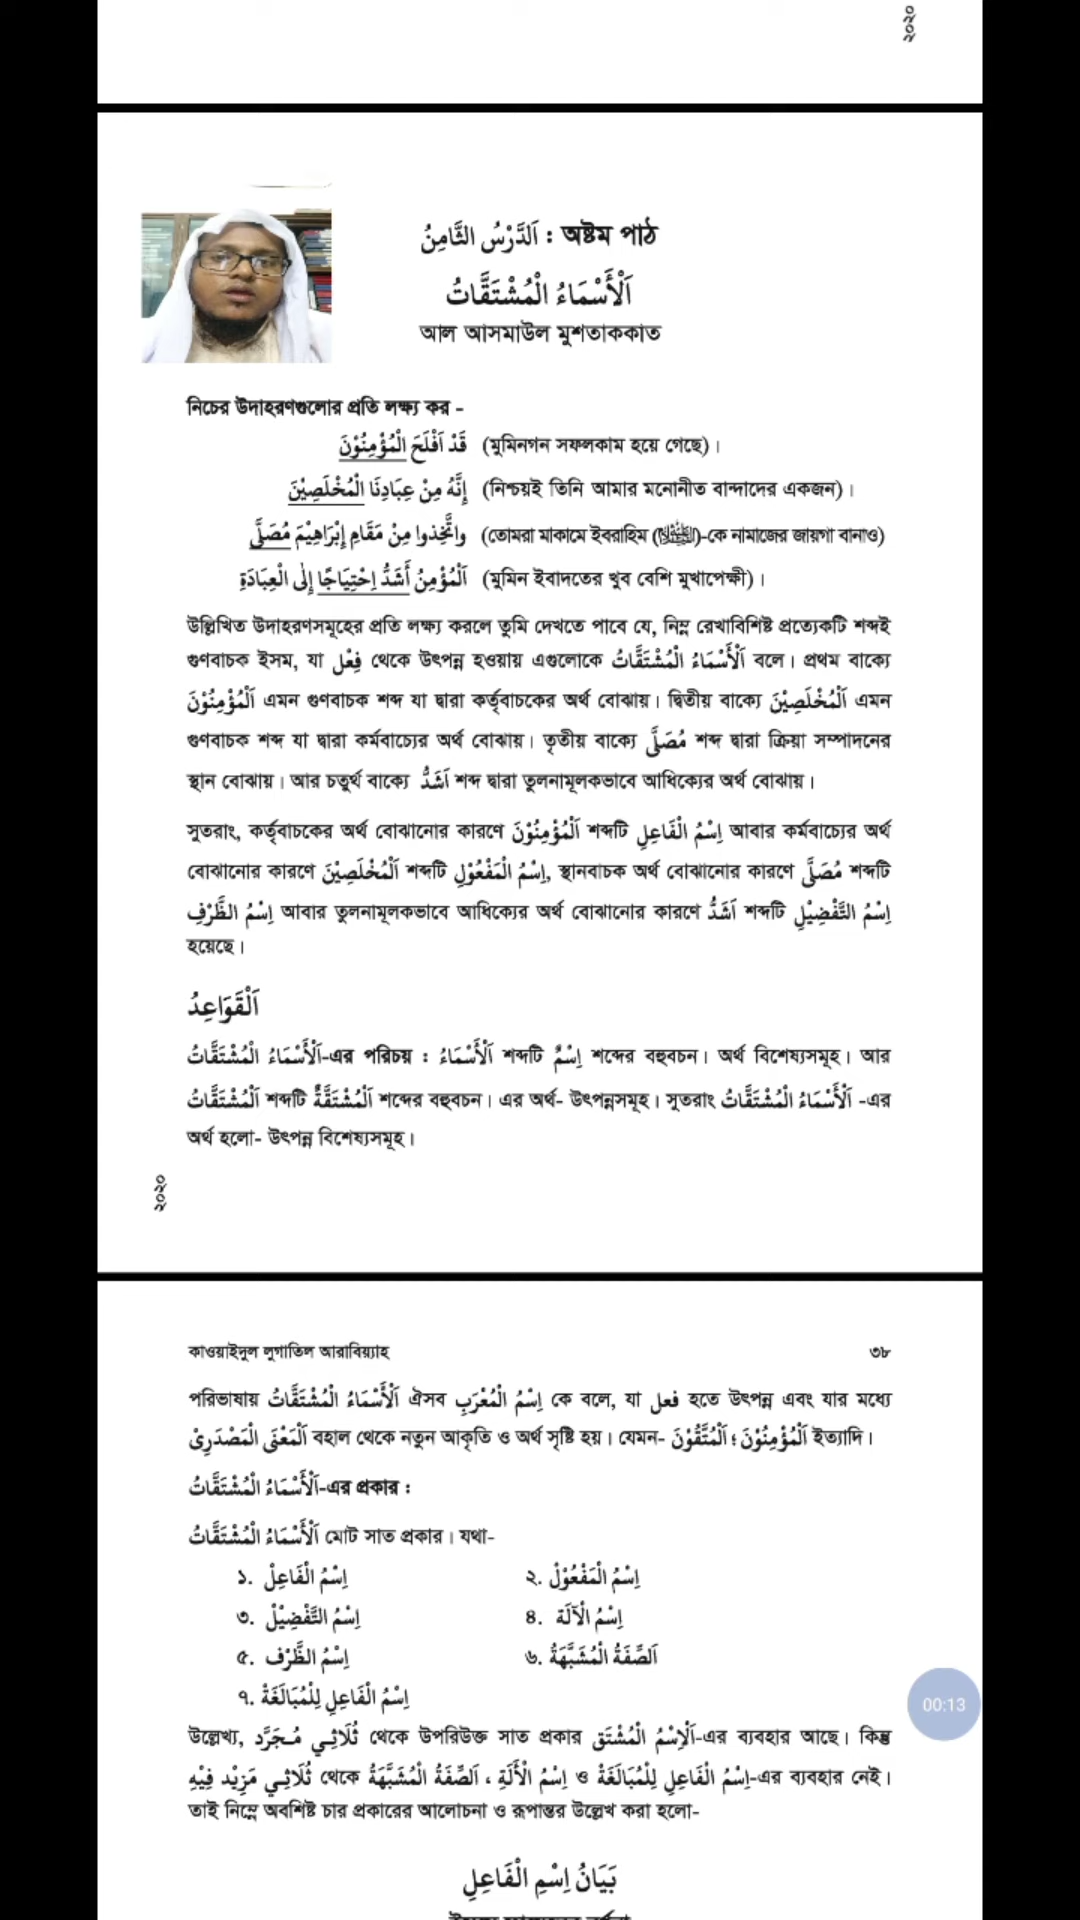 ২০২০
اَلدَّرْسُ الثَّامِنُ : অষ্টম পাঠ
اَلْأَسْمَاءُ الْمُشْتَقَّاتُ
আল আসমাউল মুশতাককাত
নিচের উদাহরণগুলোর প্রতি লক্ষ্য কর -
قَدْ اَفْلَحَ الْمُؤْمِنُوْنَ (মুমিনগন সফলকাম হয়ে গেছে)।
إِنَّهُ مِنْ عِبَادِنَا الْمُخْلَصِيْنَ (নিশ্চয়ই তিনি আমার মনোনীত বান্দাদের একজন)।
واتَّخِذوا مِنْ مَقَامِ إِبْرَاهِيْمَ مُصَلَّى (তোমরা মাকামে ইবরাহিম ()-কে নামাজের জায়গা বানাও)
اَلْمُؤْمِنُ أَشَدُّ اِحْتِيَاجًا إِلٰى الْعِبَادَةِ (মুমিন ইবাদতের খুব বেশি মুখাপেক্ষী)।
উল্লিখিত উদাহরণসমূহের প্রতি লক্ষ্য করলে তুমি দেখতে পাবে যে, নিম্ন রেখাবিশিষ্ট প্রত্যেকটি শব্দই
গুণবাচক ইসম, যা فِعْل থেকে উৎপন্ন হওয়ায় এগুলোকে اَلْأَسْمَاءُ الْمُشْتَقَّاتُ বলে। প্রথম বাক্যে
اَلْمُؤْمِنُوْنَ এমন গুণবাচক শব্দ যা দ্বারা কর্তৃবাচকের অর্থ বোঝায়। দ্বিতীয় বাক্যে اَلْمُخْلَصِيْنَ এমন
গুণবাচক শব্দ যা দ্বারা কর্মবাচ্যের অর্থ বোঝায়। তৃতীয় বাক্যে مُصَلَّى শব্দ দ্বারা ক্রিয়া সম্পাদনের
স্থান বোঝায়। আর চতুর্থ বাক্যে اَشَدُّ শব্দ দ্বারা তুলনামূলকভাবে আধিক্যের অর্থ বোঝায়।
সুতরাং, কর্তৃবাচকের অর্থ বোঝানোর কারণে اَلْمُؤْمِنُوْنَ শব্দটি اِسْمُ الْفَاعِلِ আবার কর্মবাচ্যের অর্থ
বোঝানোর কারণে اَلْمُخْلَصِيْنَ শব্দটি اِسْمُ الْمَفْعُوْلِ, স্থানবাচক অর্থ বোঝানোর কারণে مُصَلَّى শব্দটি
اِسْمُ الظَّرْفِ আবার তুলনামূলকভাবে আধিক্যের অর্থ বোঝানোর কারণে اَشَدُّ শব্দটি اِسْمُ التَّفْضِيْلِ
হয়েছে।
اَلْقَوَاعِدُ
اَلْأَسْمَاءُ الْمُشْتَقَّاتُ-এর পরিচয় : اَلْأَسْمَاءُ শব্দটি اِسْمٌ শব্দের বহুবচন। অর্থ বিশেষ্যসমূহ। আর
اَلْمُشْتَقَّاتُ শব্দটি اَلْمُشْتَقَّةُ শব্দের বহুবচন। এর অর্থ- উৎপন্নসমূহ। সুতরাং اَلْأَسْمَاءُ الْمُشْتَقَّاتُ -এর
অর্থ হলো- উৎপন্ন বিশেষ্যসমূহ।
২০২০
কাওয়াইদুল লুগাতিল আরাবিয়্যাহ ৩৮
পরিভাষায় اَلْأَسْمَاءُ الْمُشْتَقَّاتُ ঐসব اِسْمُ الْمُعْرَبِ কে বলে, যা فعل হতে উৎপন্ন এবং যার মধ্যে
اَلْمَعْنَى الْمَصْدَرِىْ বহাল থেকে নতুন আকৃতি ও অর্থ সৃষ্টি হয়। যেমন- اَلْمُؤْمِنُوْنَ ؛ اَلْمُتَّقُوْنَ ইত্যাদি।
اَلْأَسْمَاءُ الْمُشْتَقَّاتُ-এর প্রকার :
اَلْأَسْمَاءُ الْمُشْتَقَّاتُ মোট সাত প্রকার। যথা-
১. اِسْمُ الْفَاعِلْ ২. اِسْمُ الْمَفْعُوْلْ
৩. اِسْمُ التَّفْضِيْلْ ৪. اِسْمُ الْآلَة
৫. اِسْمُ الظَّرْف ৬. اَلصِّفَةُ الْمُشَبَّهَةُ
৭. اِسْمُ الْفَاعِلِ لِلْمُبَالَغَةْ
00:13
উল্লেখ্য, ثُلَاثِي مُجَرَّد থেকে উপরিউক্ত সাত প্রকার اَلْاِسْمُ الْمُشْتَق-এর ব্যবহার আছে। কিন্তু
ثُلَاثِي مَزِيْد فِيْهِ থেকে اِسْمُ الْأَلَةِ ، اَلصِّفَةُ الْمُشَبَّهَةُ ও اِسْمُ الْفَاعِلِ لِلْمُبَالَغَةْ-এর ব্যবহার নেই।
তাই নিম্নে অবশিষ্ট চার প্রকারের আলোচনা ও রূপান্তর উল্লেখ করা হলো-
بَيَانُ اِسْمِ الْفَاعِلِ